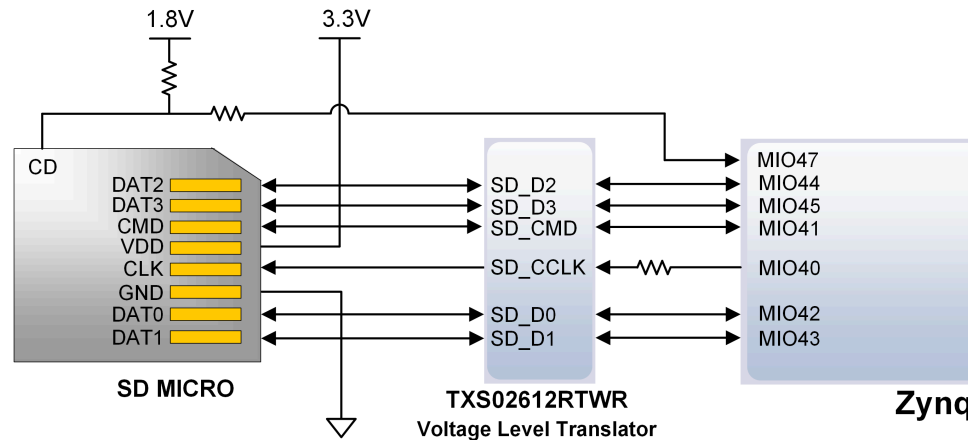 1.8V
3.3V
CD
DAT2
DAT3
CMD
VDD
CLK
GND
DAT0
DAT1
SD MICRO
SD_D2
SD_D3
SD_CMD
SD_CCLK
SD_D0
SD_D1
TXS02612RTWR
Voltage Level Translator
MIO47
MIO44
MIO45
MIO41
MIO40
MIO42
MIO43
Zynq